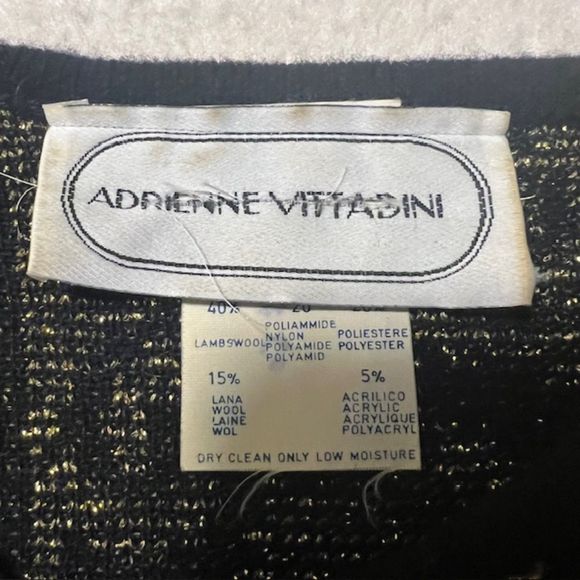 ADRIENNE VITTADINI
40% 20
POLIAMMIDE
NYLON POLIESTERE
LAMBSWOOL POLYAMIDE POLYESTER
POLYAMID
15% 5%
LANA ACRILICO
WOOL ACRYLIC
LAINE ACRYLIQUE
WOL POLYACRYL
DRY CLEAN ONLY LOW MOISTURE